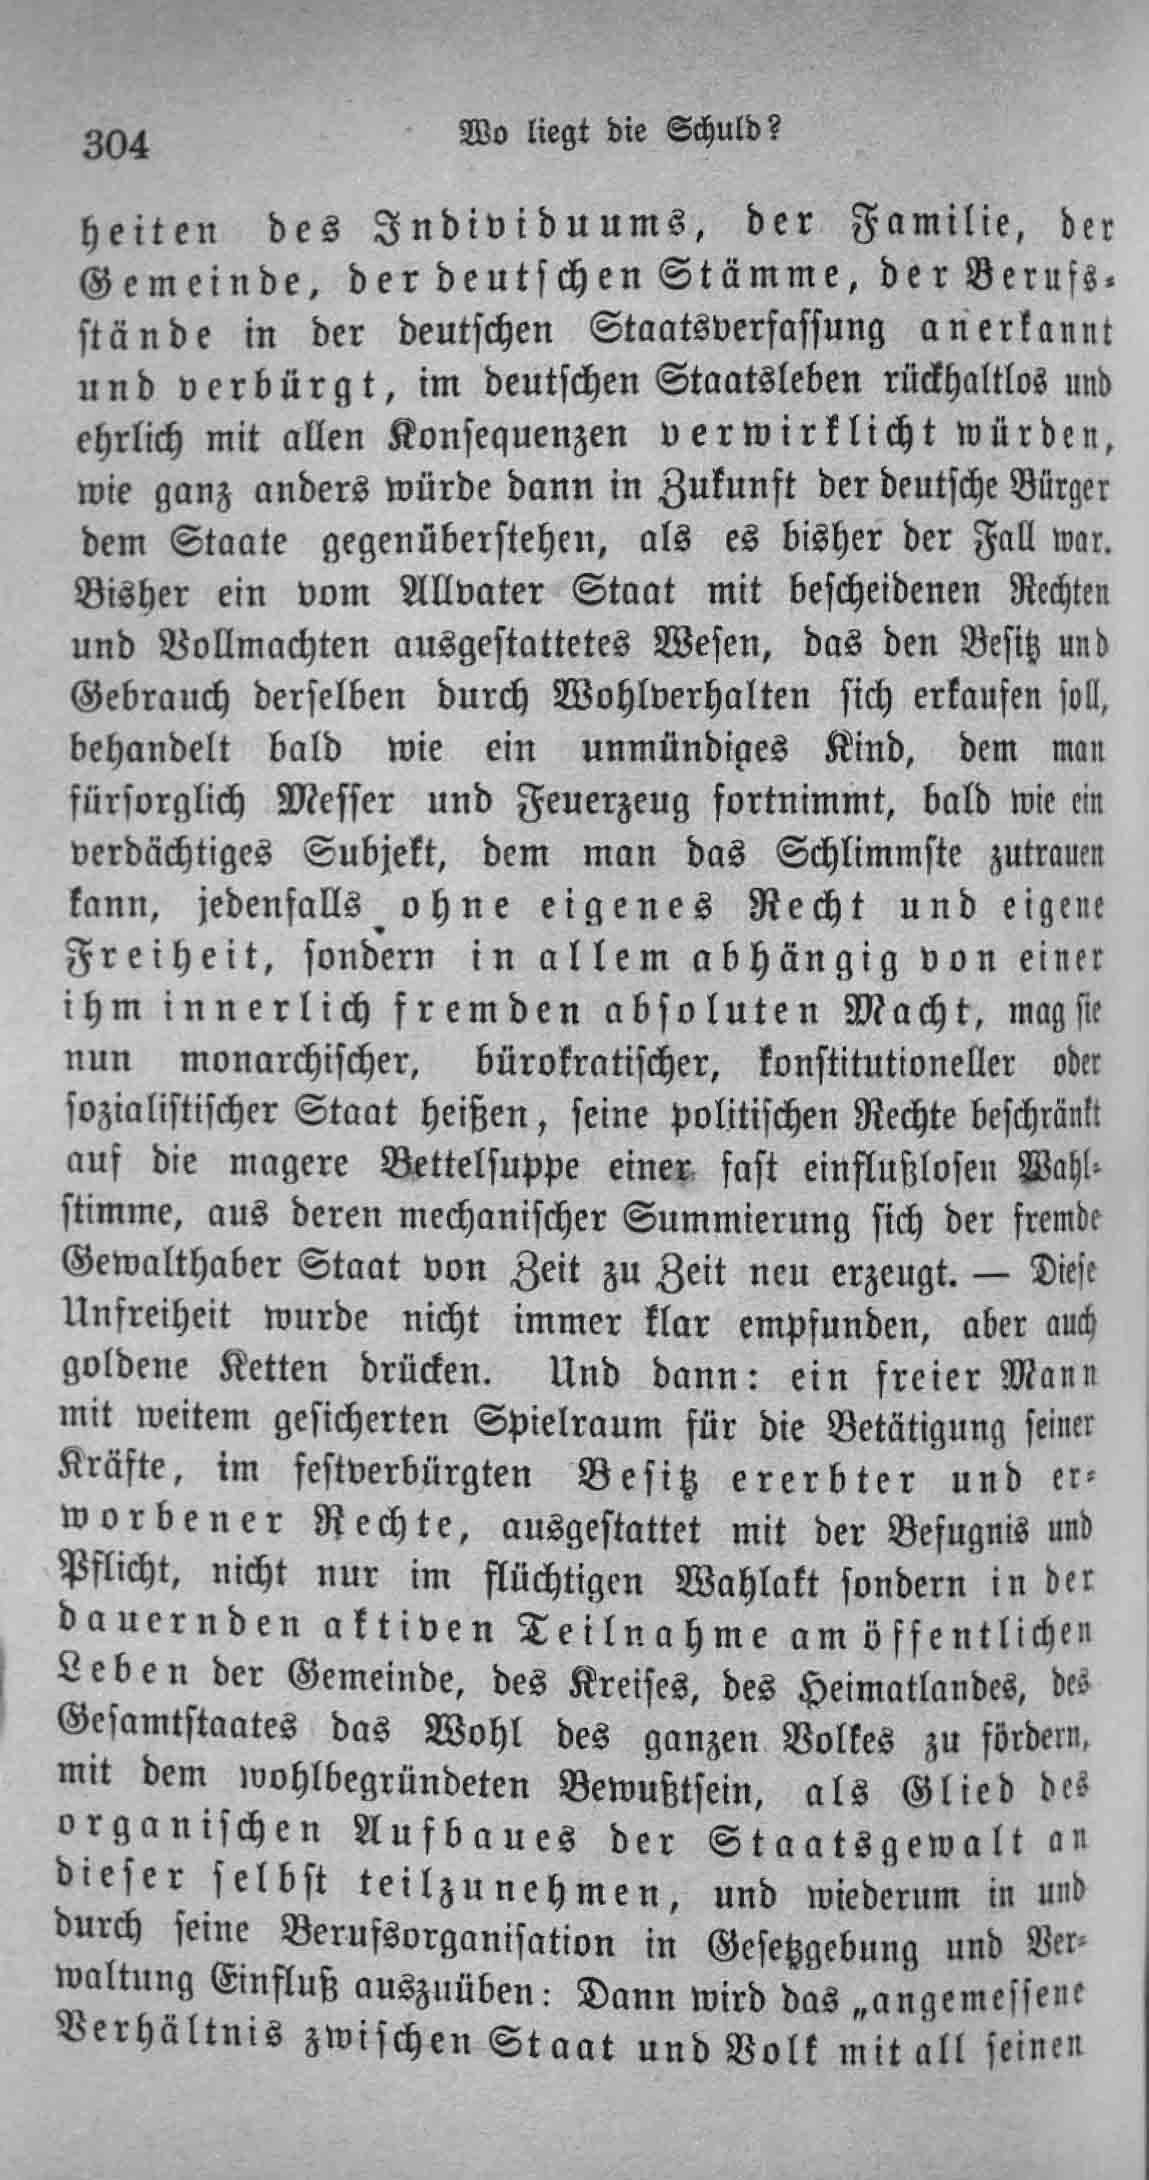 304
Wo liegt die Schuld?
heiten des Individuums, der Familie, der
Gemeinde, der deutschen Stämme, der Berufs-
stände in der deutschen Staatsverfassung anerkannt
und verbürgt, im deutschen Staatsleben rückhaltlos und
ehrlich mit allen Konsequenzen verwirklicht würden,
wie ganz anders würde dann in Zukunft der deutsche Bürger
dem Staate gegenüberstehen, als es bisher der Fall war.
Bisher ein vom Allvater Staat mit bescheidenen Rechten
und Vollmachten ausgestattetes Wesen, das den Besitz und
Gebrauch derselben durch Wohlverhalten sich erkaufen soll,
behandelt bald wie ein unmündiges Kind, dem man
fürsorglich Messer und Feuerzeug fortnimmt, bald wie ein
verdächtiges Subjekt, dem man das Schlimmste zutrauen
kann, jedenfalls ohne eigenes Recht und eigene
Freiheit, sondern in allem abhängig von einer
ihm innerlich fremden absoluten Macht, mag sie
nun monarchischer, bürokratischer, konstitutioneller oder
sozialistischer Staat heißen, seine politischen Rechte beschränkt
auf die magere Bettelsuppe einer fast einflußlosen Wahl-
stimme, aus deren mechanischer Summierung sich der fremde
Gewalthaber Staat von Zeit zu Zeit neu erzeugt. — Diese
Unfreiheit wurde nicht immer klar empfunden, aber auch
goldene Ketten drücken. Und dann: ein freier Mann
mit weitem gesicherten Spielraum für die Betätigung seiner
Kräfte, im festverbürgten Besitz ererbter und er-
worbener Rechte, ausgestattet mit der Befugnis und
Pflicht, nicht nur im flüchtigen Wahlakt sondern in der
dauernden aktiven Teilnahme am öffentlichen
Leben der Gemeinde, des Kreises, des Heimatlandes, des
Gesamtstaates das Wohl des ganzen Volkes zu fördern,
mit dem wohlbegründeten Bewußtsein, als Glied des
organischen Aufbaues der Staatsgewalt an
dieser selbst teilzunehmen, und wiederum in und
durch seine Berufsorganisation in Gesetzgebung und Ver-
waltung Einfluß auszuüben: Dann wird das „angemessene
Verhältnis zwischen Staat und Volk mit all seinen